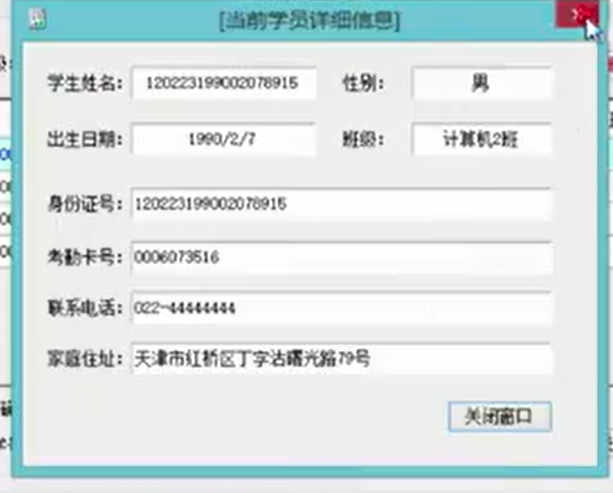 [当前学员详细信息]
学生姓名: 120223199002078915 性别: 男
出生日期: 1990/2/7 班级: 计算机2班
身份证号: 120223199002078915
考勤卡号: 0006073516
联系电话: 022-44444444
家庭住址: 天津市红桥区丁字沽曙光路79号
关闭窗口